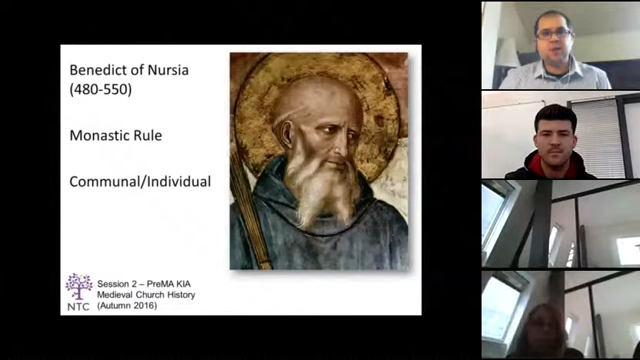 Benedict of Nursia
(480-550)
Monastic Rule
Communal/Individual
NTC
Session 2 – PreMA KIA
Medieval Church History
(Autumn 2016)